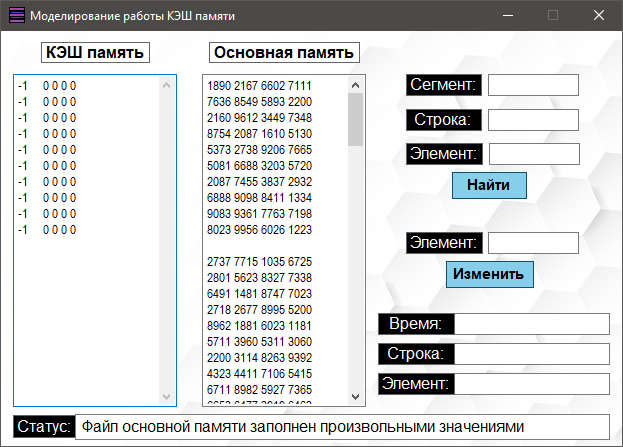 Моделирование работы КЭШ памяти
КЭШ память
Основная память
-1 0 0 0 0
-1 0 0 0 0
-1 0 0 0 0
-1 0 0 0 0
-1 0 0 0 0
-1 0 0 0 0
-1 0 0 0 0
-1 0 0 0 0
-1 0 0 0 0
-1 0 0 0 0
1890 2167 6602 7111
7636 8549 5893 2200
2160 9612 3449 7348
8754 2087 1610 5130
5373 2738 9206 7665
5081 6688 3203 5720
2087 7455 3837 2932
6888 9098 8411 1334
9083 9361 7763 7198
8023 9956 6026 1223
2737 7715 1035 6725
2801 5623 8327 7338
6491 1481 8747 7023
2718 2677 8995 5200
8962 1881 6023 1181
5711 3960 5311 3060
2200 3114 8263 9392
4323 4411 7106 5415
6711 8982 5927 7365
Сегмент:
Строка:
Элемент:
Найти
Элемент:
Изменить
Время:
Строка:
Элемент:
Статус: Файл основной памяти заполнен произвольными значениями